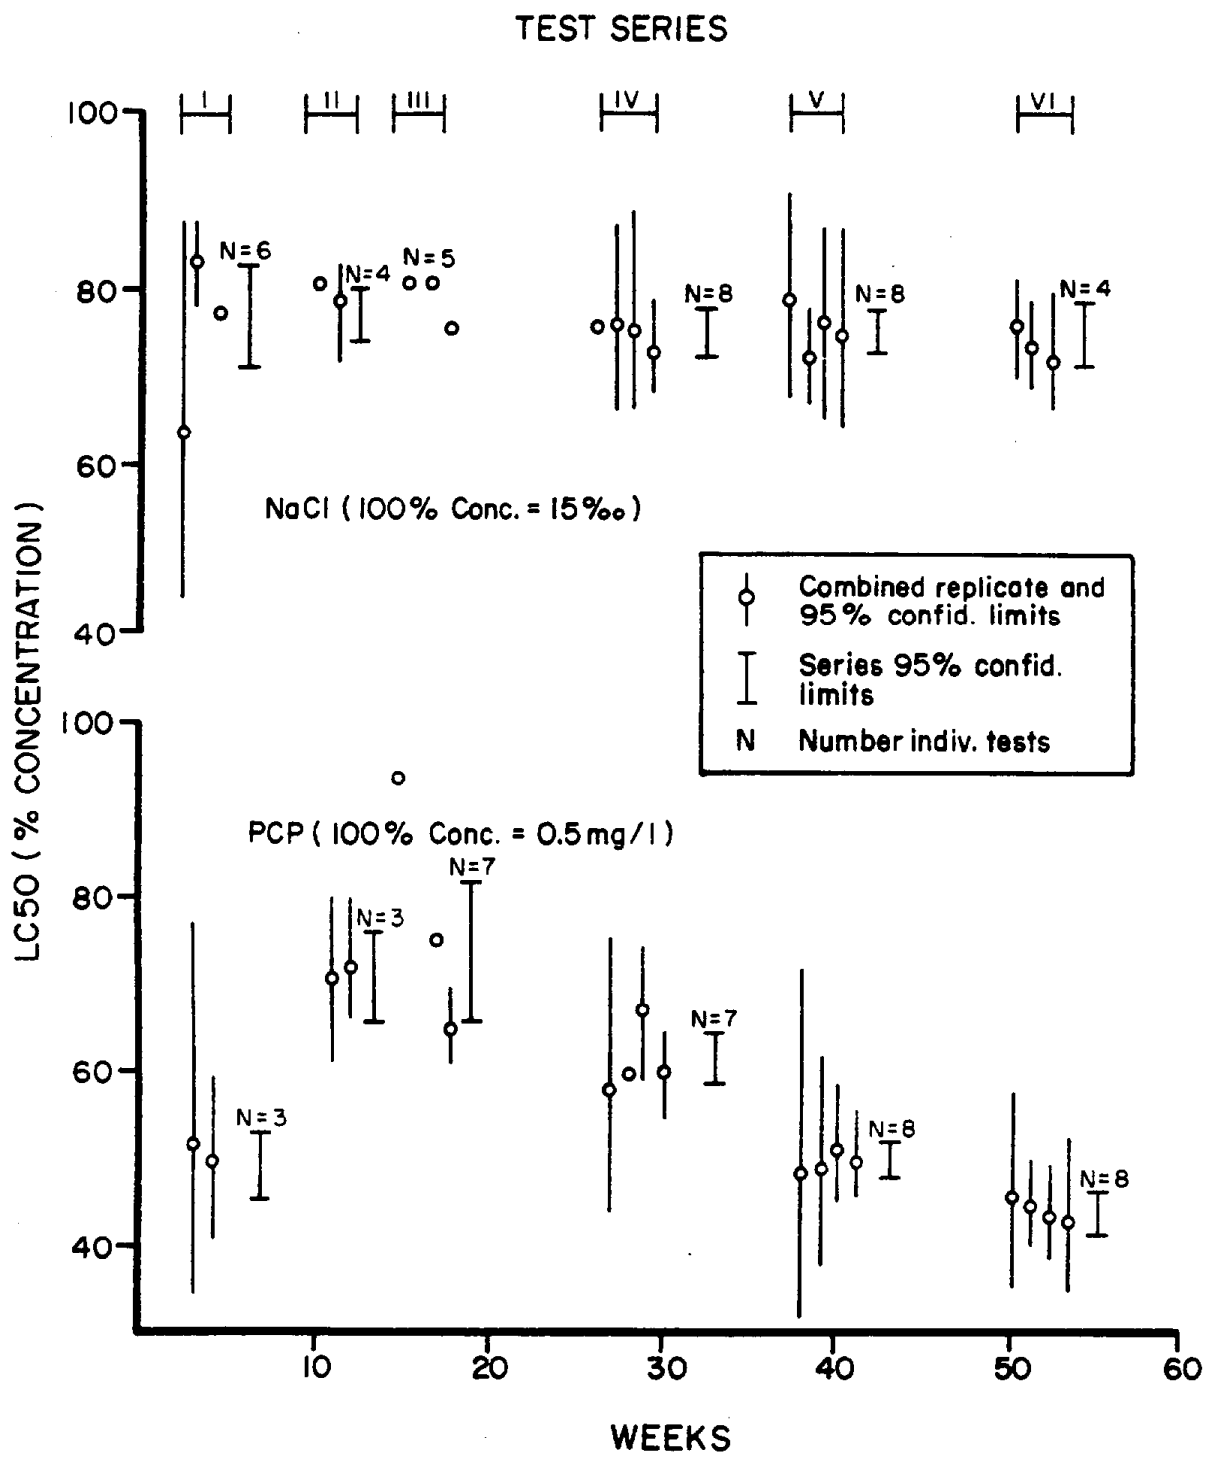 TEST SERIES
I II III IV V VI
100
80
60
40
N=6
N=4
N=5
N=8
N=8
N=4
NaCl (100% Conc. = 15‰)
Combined replicate and
95% confid. limits
Series 95% confid.
limits
N Number indiv. tests
LC50 (% CONCENTRATION)
100
80
60
40
PCP (100% Conc. = 0.5mg/l)
N=3
N=3
N=7
N=7
N=8
N=8
10 20 30 40 50 60
WEEKS